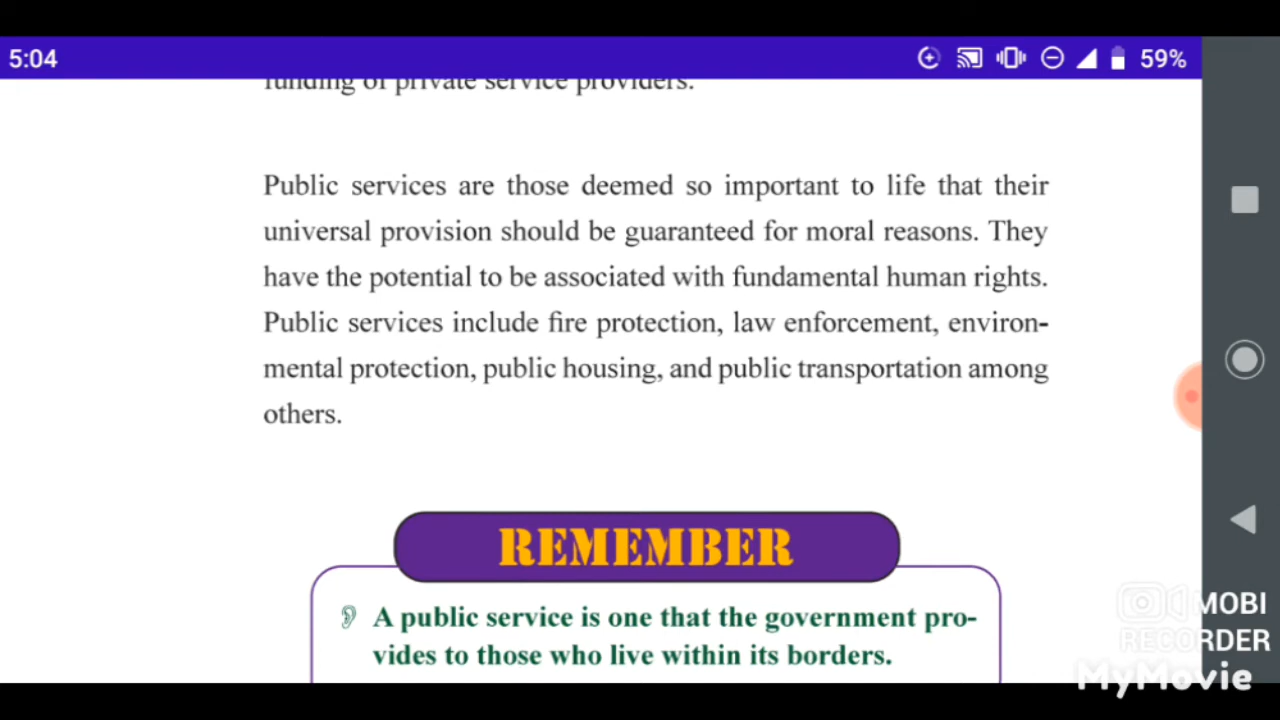 5:04
59%
funding of private service providers.
Public services are those deemed so important to life that their
universal provision should be guaranteed for moral reasons. They
have the potential to be associated with fundamental human rights.
Public services include fire protection, law enforcement, environ-
mental protection, public housing, and public transportation among
others.
REMEMBER
A public service is one that the government pro-
vides to those who live within its borders.
MOBI
RECORDER
MyMovie